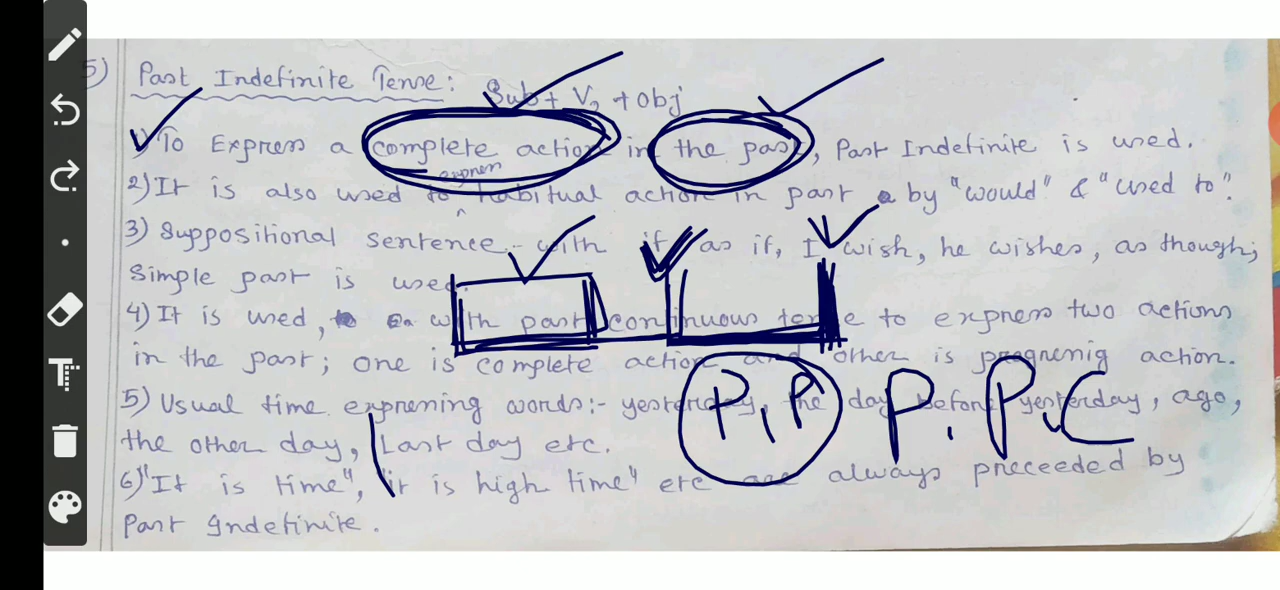 5) Past Indefinite Tense: Sub + V2 + Obj
1) To Express a complete action in the past, Past Indefinite is used.
2) It is also used to express habitual action in past by "would" & "used to".
3) Suppositional sentence - with if, as if, I wish, he wishes, as though;
Simple past is used.
4) It is used, with past continuous tense to express two actions
in the past; one is complete action and other is progrenig action.
5) Usual time exprening words:- yesterday, the day before yesterday, ago,
P, P P, P, C
the other day, Last day etc.
6) "It is time", "it is high time" etc are always preceeded by
Past Indefinite.